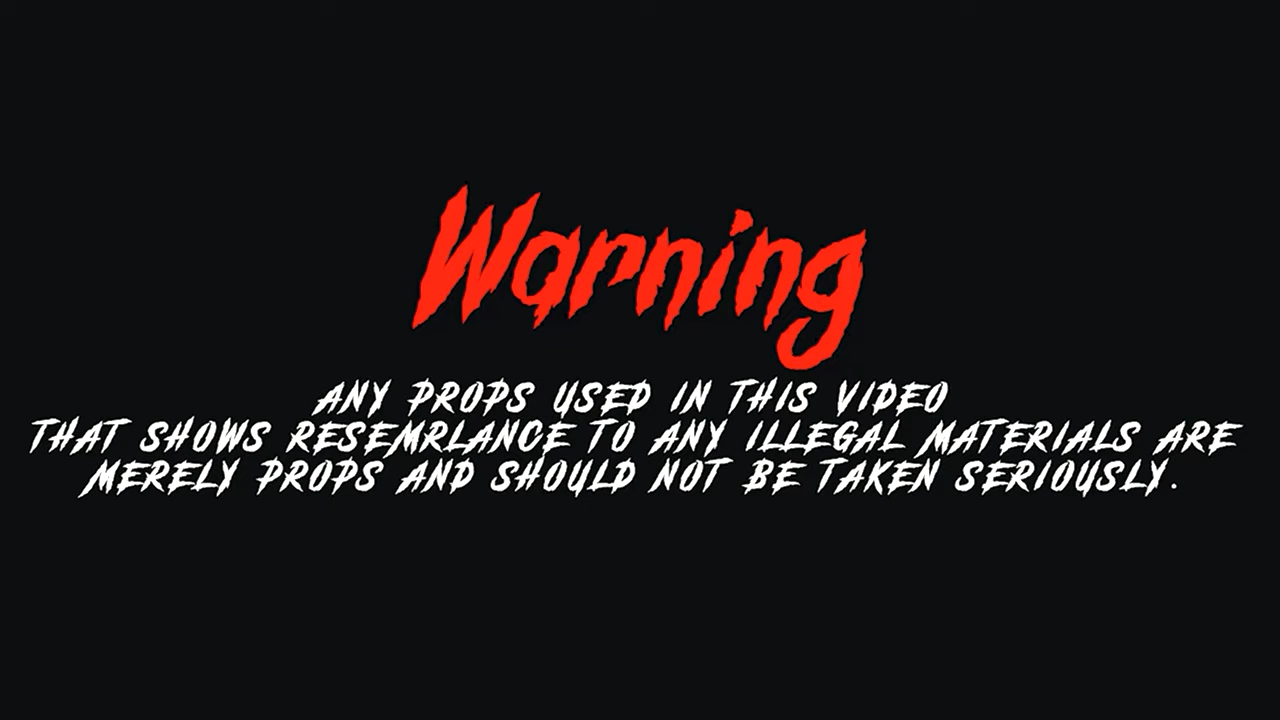 Warning
ANY PROPS USED IN THIS VIDEO
THAT SHOWS RESEMRLANCE TO ANY ILLEGAL MATERIALS ARE
MERELY PROPS AND SHOULD NOT BE TAKEN SERIOUSLY.